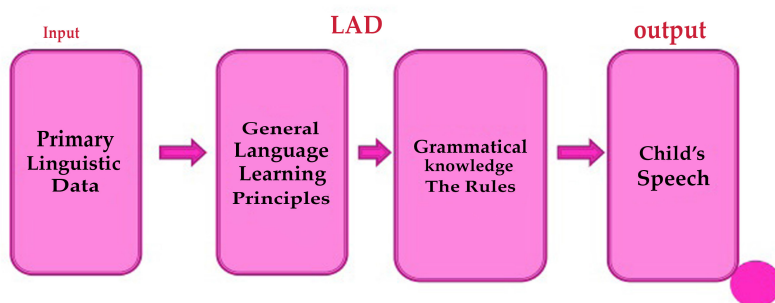 Input
LAD
output
Primary
Linguistic
Data
General
Language
Learning
Principles
Grammatical
knowledge
The Rules
Child's
Speech